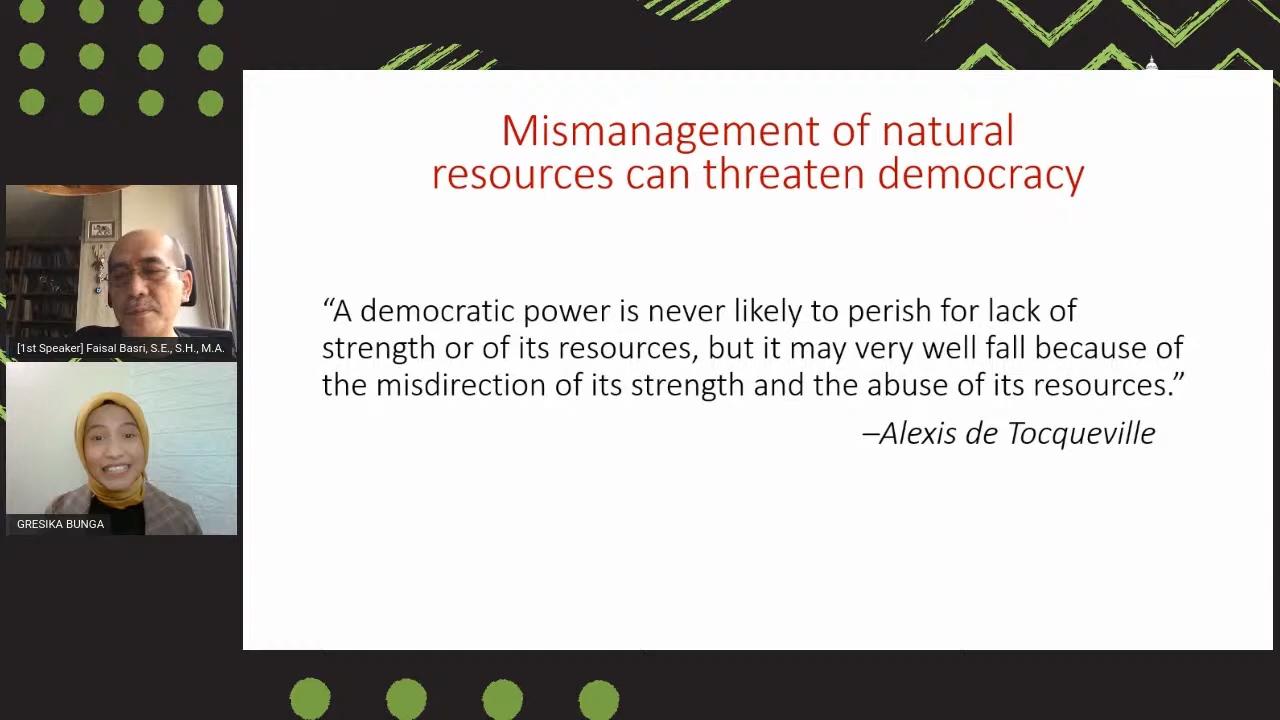 Mismanagement of natural
resources can threaten democracy
“A democratic power is never likely to perish for lack of
strength or of its resources, but it may very well fall because of
the misdirection of its strength and the abuse of its resources.”
–Alexis de Tocqueville
[1st Speaker] Faisal Basri, S.E., S.H., M.A.
GRESIKA BUNGA